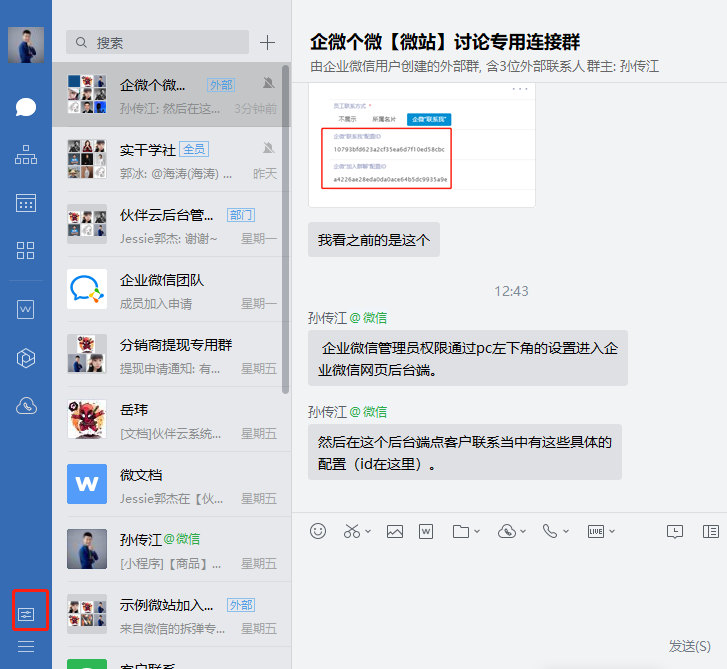 搜索
企微个微...
外部
孙传江: 然后在这...
3分钟前
实干学社
全员
郭冰: @海涛(海涛) ...
昨天
伙伴云后台管...
部门
Jessie郭杰: 谢谢~
星期一
企业微信团队
成员加入申请
星期一
分销商提现专用群
提现申请通知: 有...
星期五
岳玮
[文档]伙伴云系统...
星期五
W
微文档
Jessie郭杰在【伙...
星期五
孙传江@微信
[小程序]【商品】...
星期五
示例微站加入...
外部
来自微信的拆弹专...
星期五
企微个微【微站】讨论专用连接群
由企业微信用户创建的外部群, 含3位外部联系人 群主: 孙传江
员工联系方式 *
不展示
所属名片
企微"联系我"
企微"联系我"配置ID
10793bfd623a2cf35ea6d7f10ed58cbc
企微"加入群聊"配置ID
a4226ae28eda0da0ace64b5dc9935a9e
我看之前的是这个
12:43
孙传江@微信
企业微信管理员权限通过pc左下角的设置进入企
业微信网页后台端。
孙传江@微信
然后在这个后台端点客户联系当中有这些具体的
配置（id在这里）。
LIVE
发送(S)